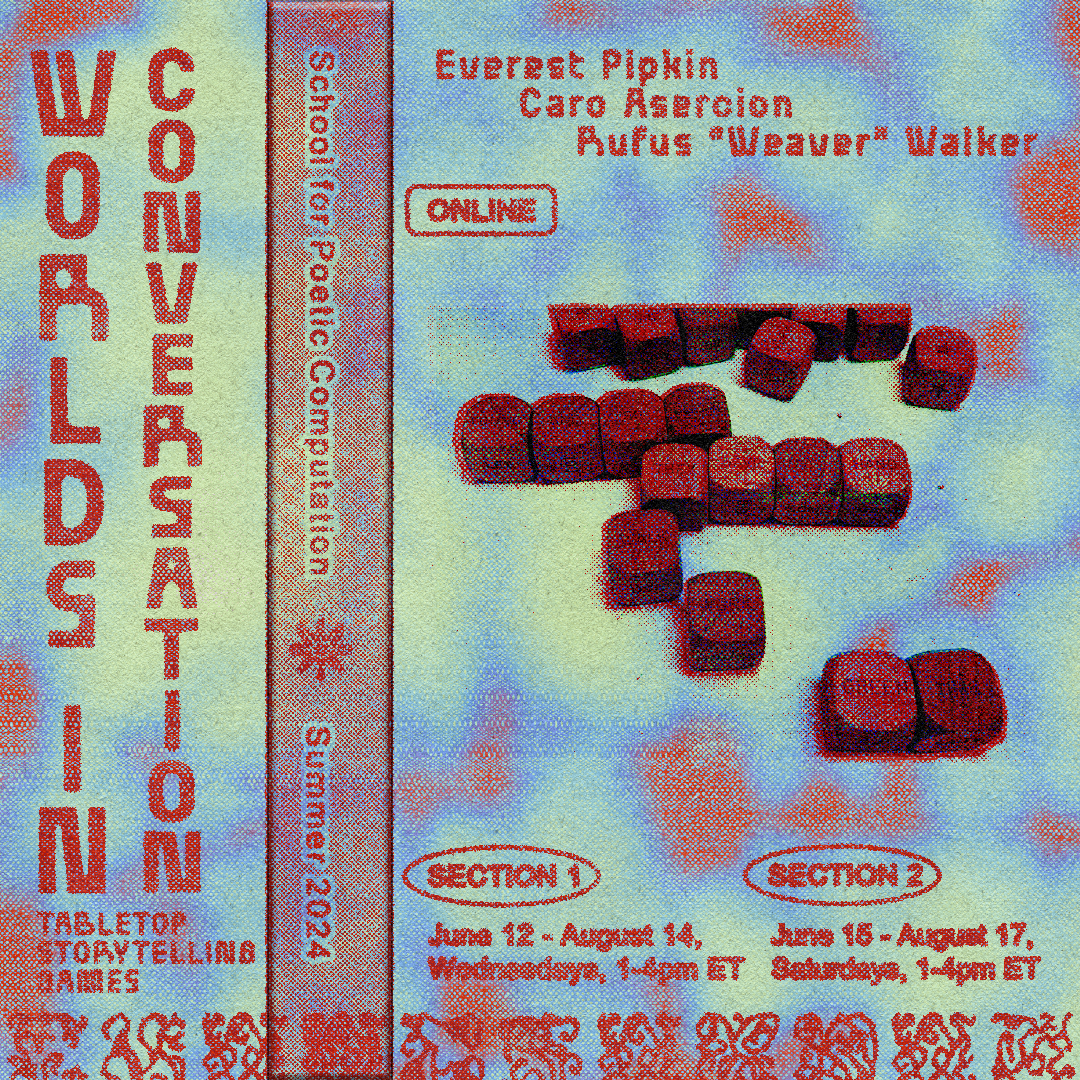 WORLDS IN
CONVERSATION
TABLETOP
STORYTELLING
GAMES
School for Poetic Computation
Summer 2024
Everest Pipkin
Caro Asercion
Rufus "Weaver" Walker
ONLINE
SECTION 1
June 12 - August 14,
Wednesdays, 1-4pm ET
SECTION 2
June 15 - August 17,
Saturdays, 1-4pm ET